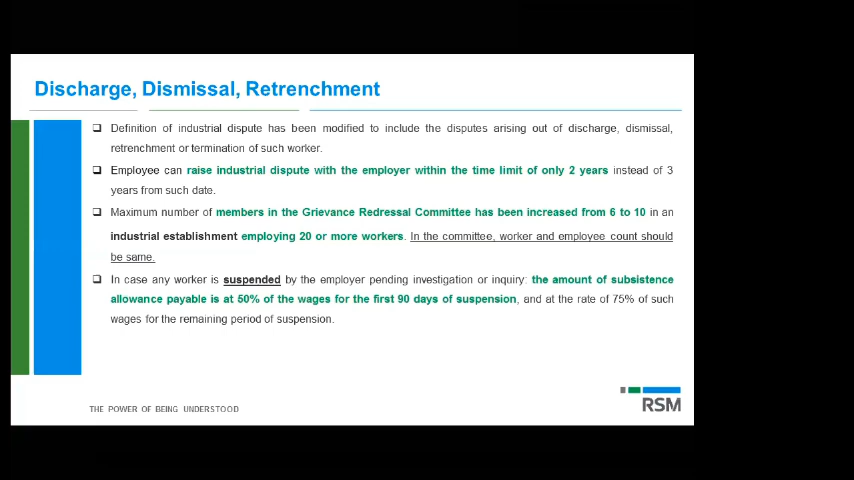 Discharge, Dismissal, Retrenchment
Definition of industrial dispute has been modified to include the disputes arising out of discharge, dismissal,
retrenchment or termination of such worker.
Employee can raise industrial dispute with the employer within the time limit of only 2 years instead of 3
years from such date.
Maximum number of members in the Grievance Redressal Committee has been increased from 6 to 10 in an
industrial establishment employing 20 or more workers. In the committee, worker and employee count should
be same.
In case any worker is suspended by the employer pending investigation or inquiry: the amount of subsistence
allowance payable is at 50% of the wages for the first 90 days of suspension, and at the rate of 75% of such
wages for the remaining period of suspension.
THE POWER OF BEING UNDERSTOOD
RSM